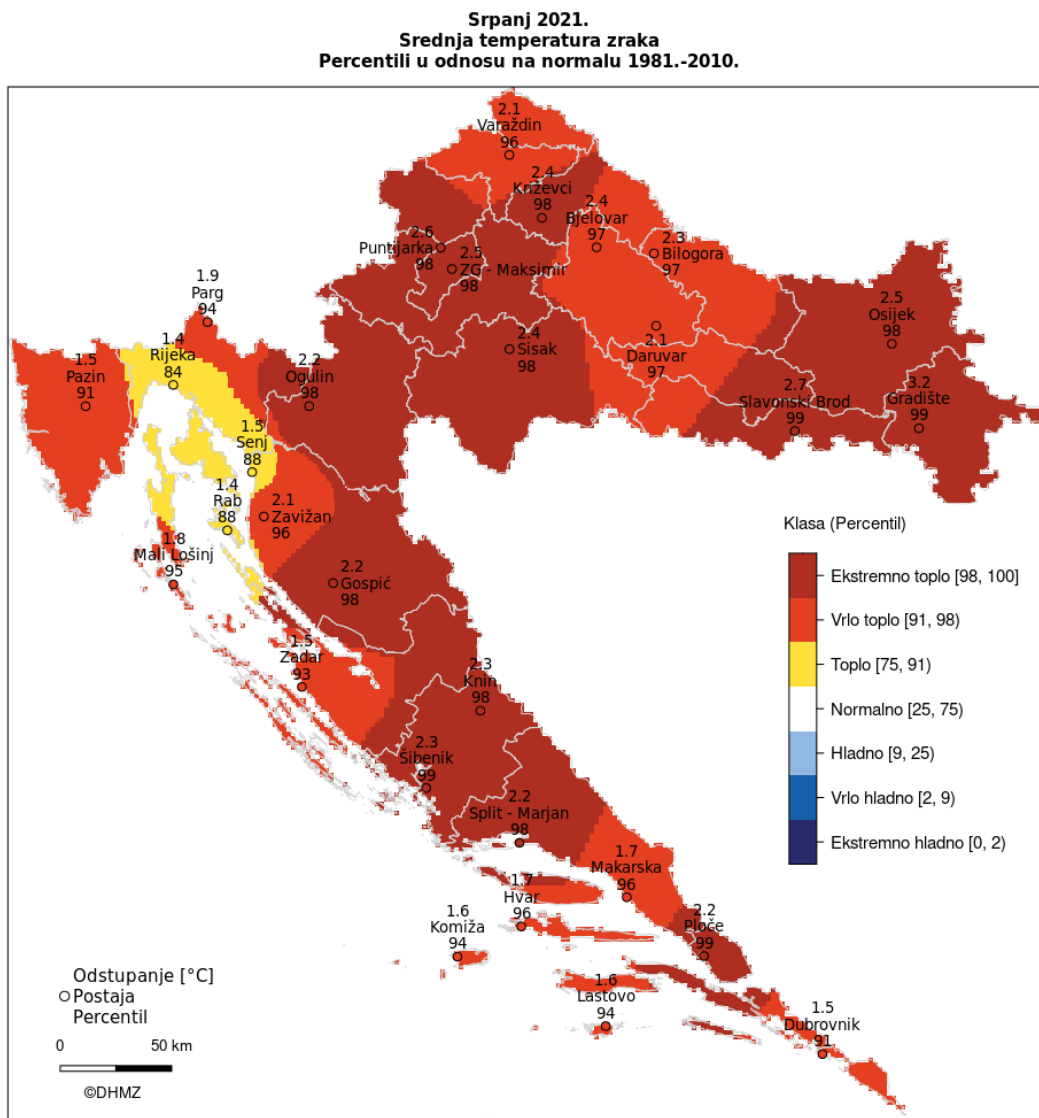 Srpanj 2021.
Srednja temperatura zraka
Percentili u odnosu na normalu 1981.-2010.
2.1
Varaždin
96
2.4
Križevci
98
2.4
Bjelovar
97
2.6
Puntijarka
98
2.5
ZG - Maksimir
98
2.3
Bilogora
97
1.9
Parg
94
2.5
Osijek
98
1.4
Rijeka
84
2.4
Sisak
98
2.1
Daruvar
97
1.5
Pazin
91
2.2
Ogulin
98
2.7
Slavonski Brod
99
3.2
Gradište
99
1.5
Senj
88
1.4
Rab
88
2.1
Zavižan
96
1.8
Mali Lošinj
95
2.2
Gospić
98
1.5
Zadar
93
2.3
Knin
98
2.3
Šibenik
99
2.2
Split - Marjan
98
1.7
Makarska
96
1.7
Hvar
96
1.6
Komiža
94
2.2
Ploče
99
1.6
Lastovo
94
1.5
Dubrovnik
91
Klasa (Percentil)
Ekstremno toplo [98, 100]
Vrlo toplo [91, 98)
Toplo [75, 91)
Normalno [25, 75)
Hladno [9, 25)
Vrlo hladno [2, 9)
Ekstremno hladno [0, 2)
Odstupanje [°C]
Postaja
Percentil
0 50 km
©DHMZ